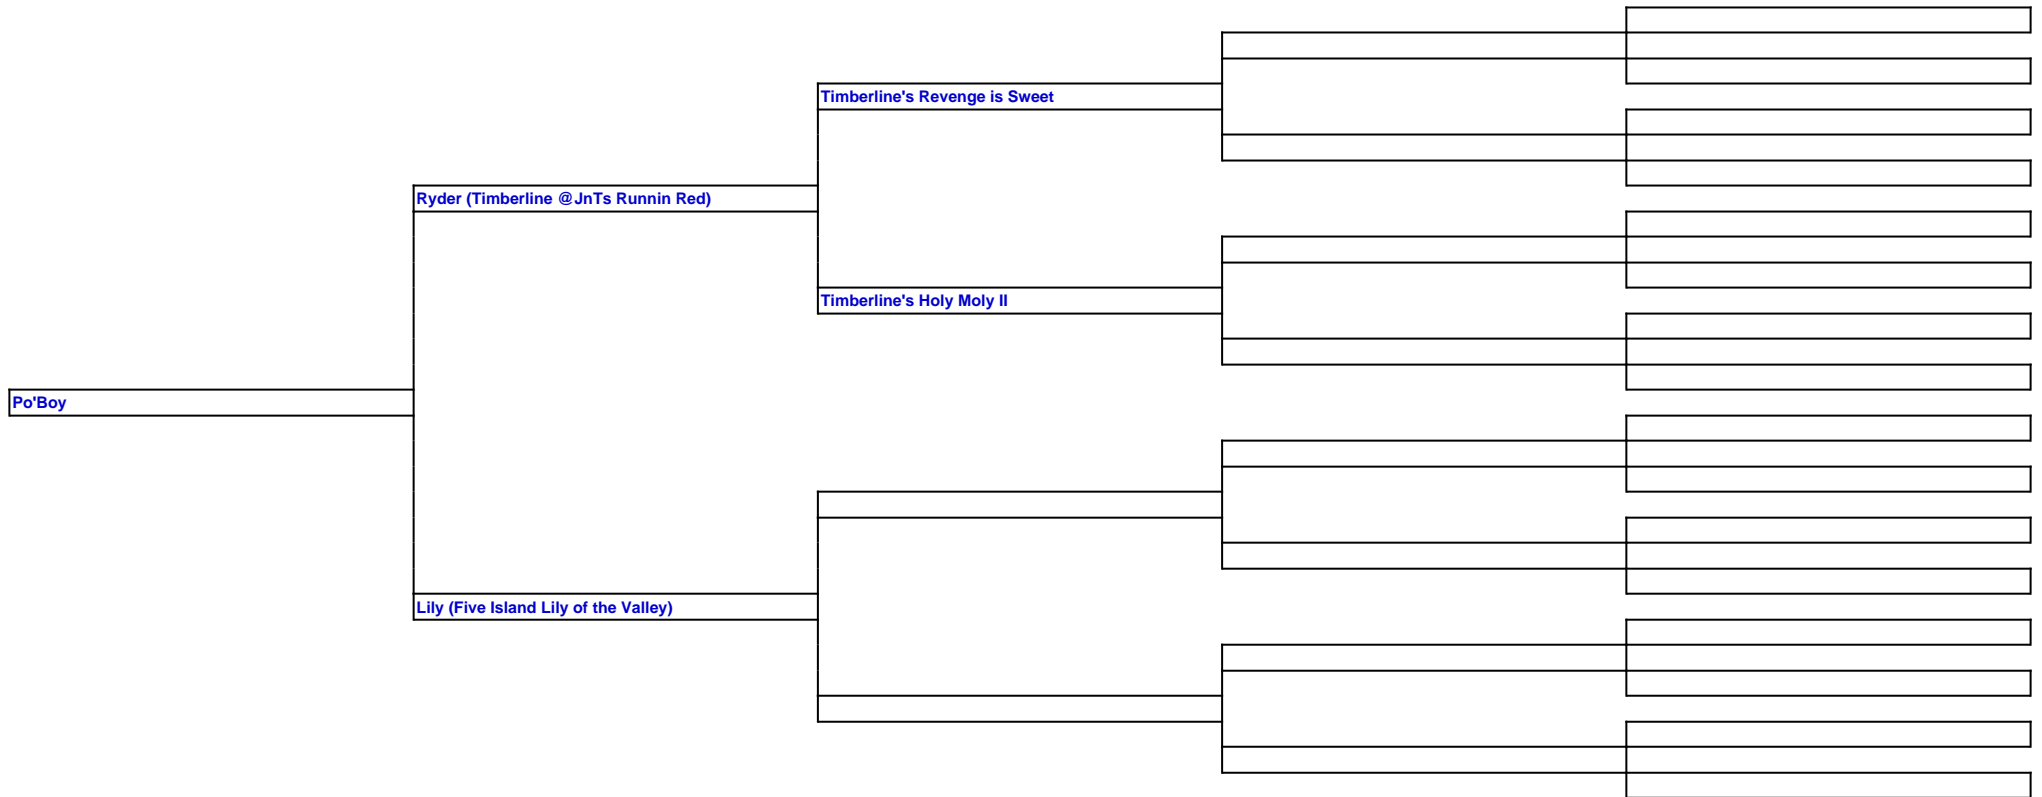 Timberline's Revenge is Sweet
Ryder (Timberline @JnTs Runnin Red)
Timberline's Holy Moly II
Po'Boy
Lily (Five Island Lily of the Valley)